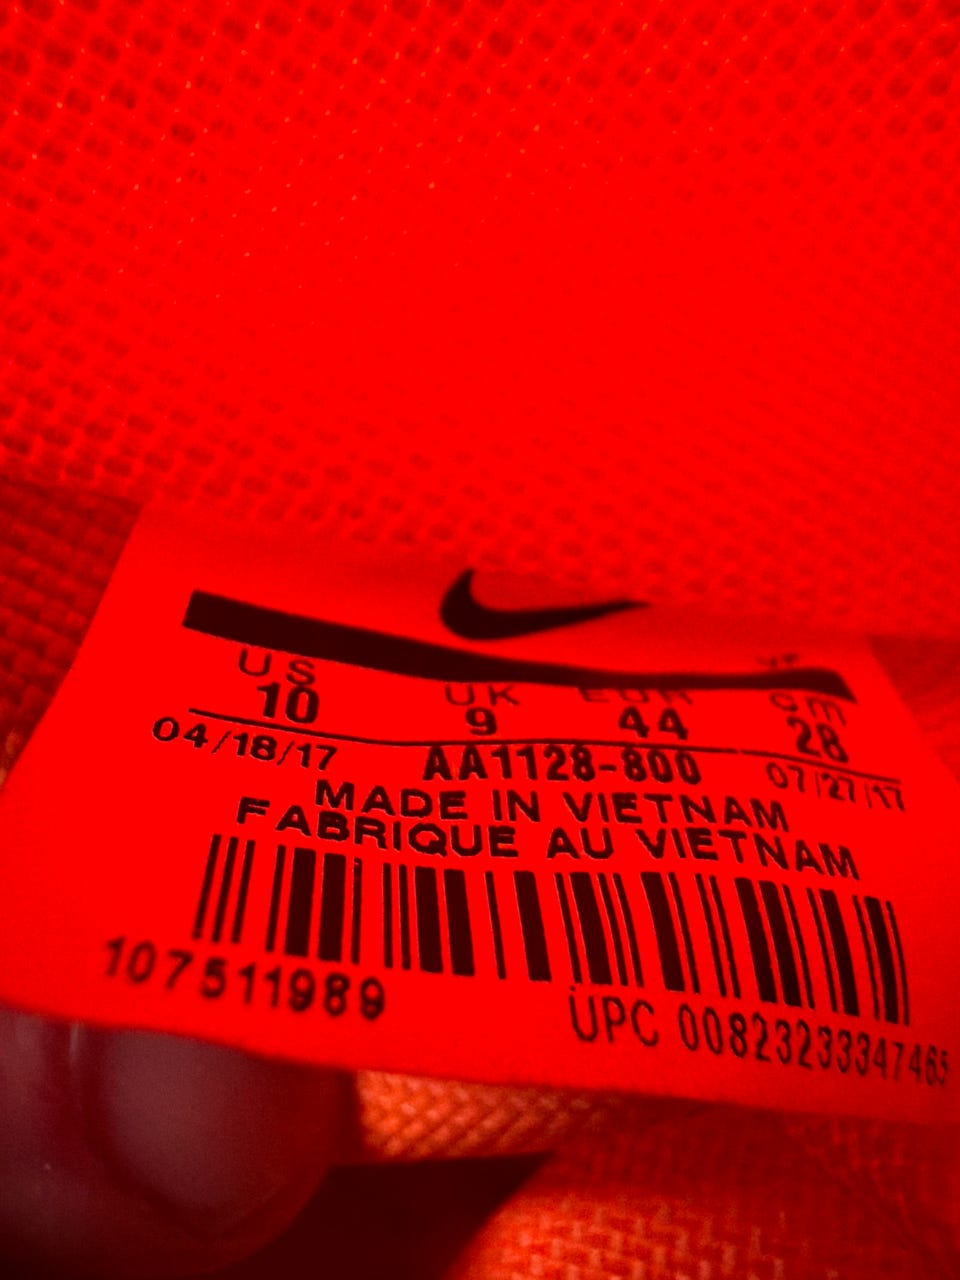 US UK EUR cm
10 9 44 28
04/18/17 AA1128-800 07/27/17
MADE IN VIETNAM
FABRIQUE AU VIETNAM
107511989
UPC 00823233347465